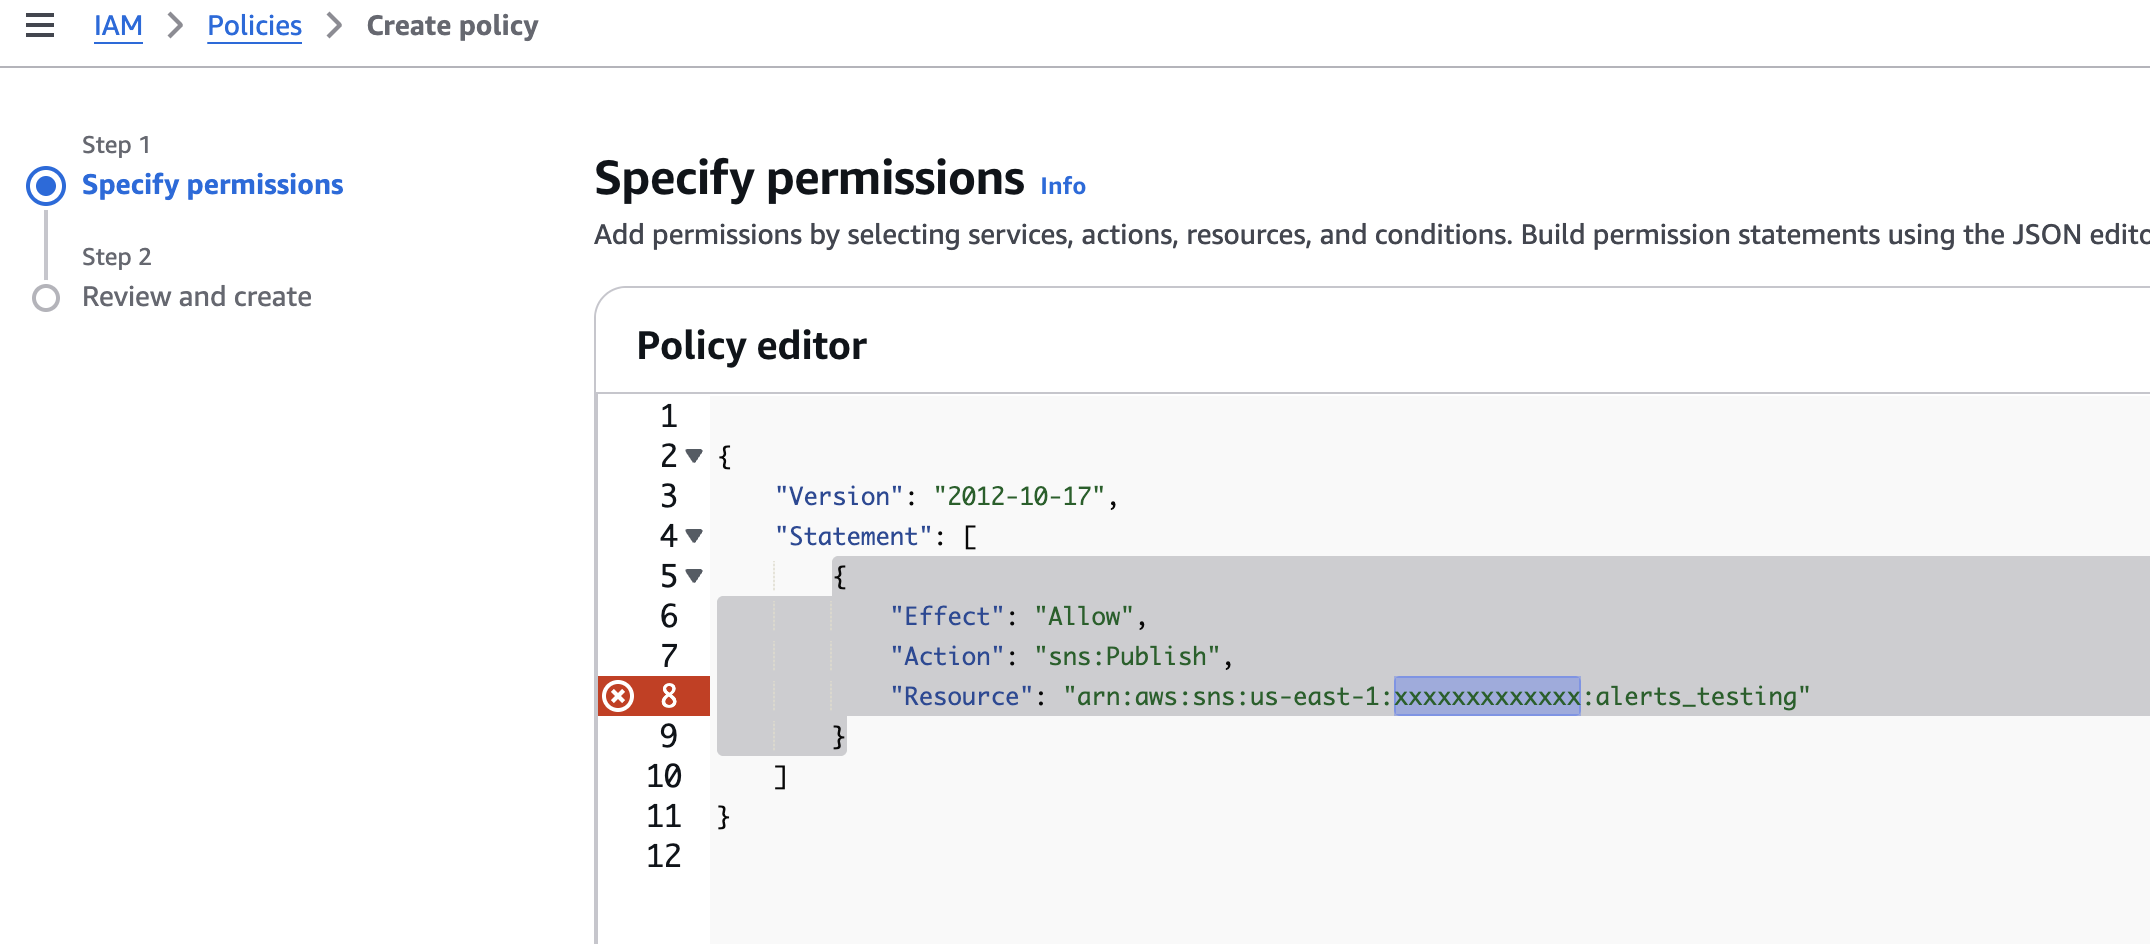 IAM > Policies > Create policy
Step 1
Specify permissions
Step 2
Review and create
Specify permissions Info
Add permissions by selecting services, actions, resources, and conditions. Build permission statements using the JSON edito
Policy editor
1
2 {
3 "Version": "2012-10-17",
4 "Statement": [
5 {
6 "Effect": "Allow",
7 "Action": "sns:Publish",
8 "Resource": "arn:aws:sns:us-east-1:xxxxxxxxxxxxx:alerts_testing"
9 }
10 ]
11 }
12